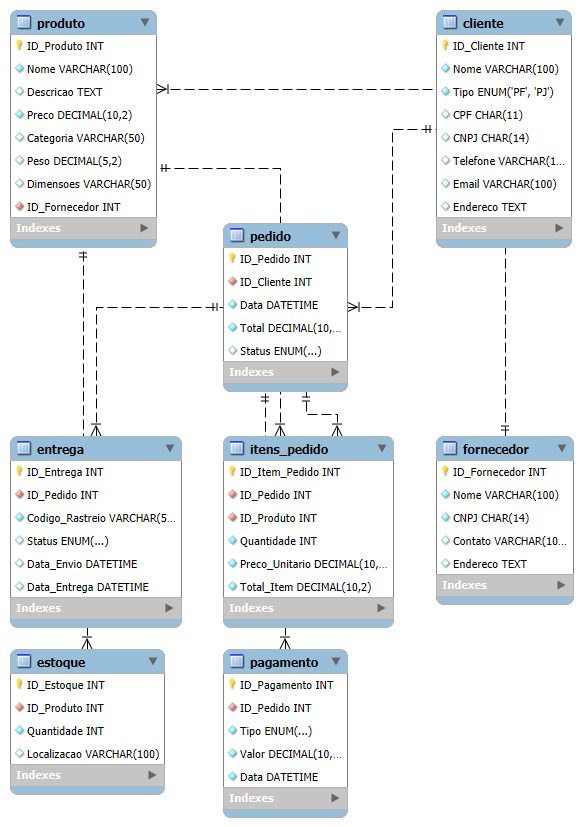 produto
ID_Produto INT
Nome VARCHAR(100)
Descricao TEXT
Preco DECIMAL(10,2)
Categoria VARCHAR(50)
Peso DECIMAL(5,2)
Dimensoes VARCHAR(50)
ID_Fornecedor INT
Indexes
cliente
ID_Cliente INT
Nome VARCHAR(100)
Tipo ENUM('PF', 'PJ')
CPF CHAR(11)
CNPJ CHAR(14)
Telefone VARCHAR(1...
Email VARCHAR(100)
Endereco TEXT
Indexes
pedido
ID_Pedido INT
ID_Cliente INT
Data DATETIME
Total DECIMAL(10,...
Status ENUM(...)
Indexes
entrega
ID_Entrega INT
ID_Pedido INT
Codigo_Rastreio VARCHAR(5...
Status ENUM(...)
Data_Envio DATETIME
Data_Entrega DATETIME
Indexes
itens_pedido
ID_Item_Pedido INT
ID_Pedido INT
ID_Produto INT
Quantidade INT
Preco_Unitario DECIMAL(10,...
Total_Item DECIMAL(10,2)
Indexes
fornecedor
ID_Fornecedor INT
Nome VARCHAR(100)
CNPJ CHAR(14)
Contato VARCHAR(10...
Endereco TEXT
Indexes
estoque
ID_Estoque INT
ID_Produto INT
Quantidade INT
Localizacao VARCHAR(100)
Indexes
pagamento
ID_Pagamento INT
ID_Pedido INT
Tipo ENUM(...)
Valor DECIMAL(10,...
Data DATETIME
Indexes